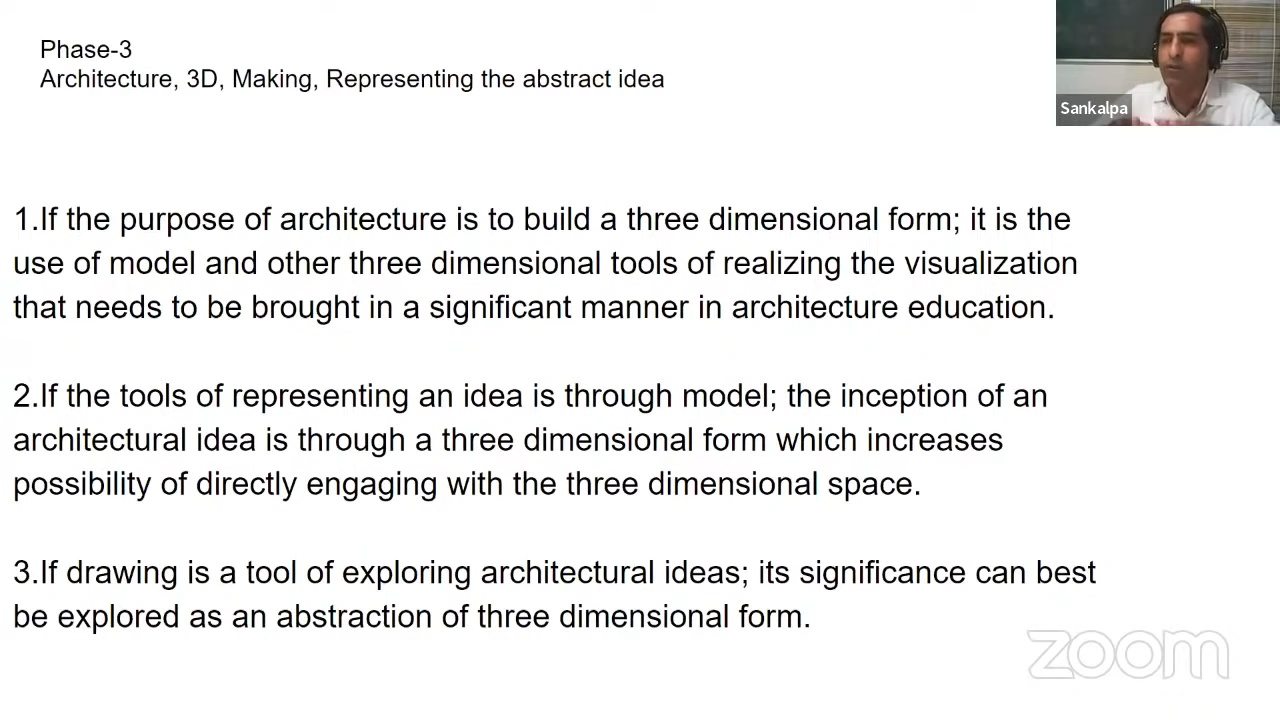 Phase-3
Architecture, 3D, Making, Representing the abstract idea
Sankalpa
1.If the purpose of architecture is to build a three dimensional form; it is the
use of model and other three dimensional tools of realizing the visualization
that needs to be brought in a significant manner in architecture education.
2.If the tools of representing an idea is through model; the inception of an
architectural idea is through a three dimensional form which increases
possibility of directly engaging with the three dimensional space.
3.If drawing is a tool of exploring architectural ideas; its significance can best
be explored as an abstraction of three dimensional form.
zoom